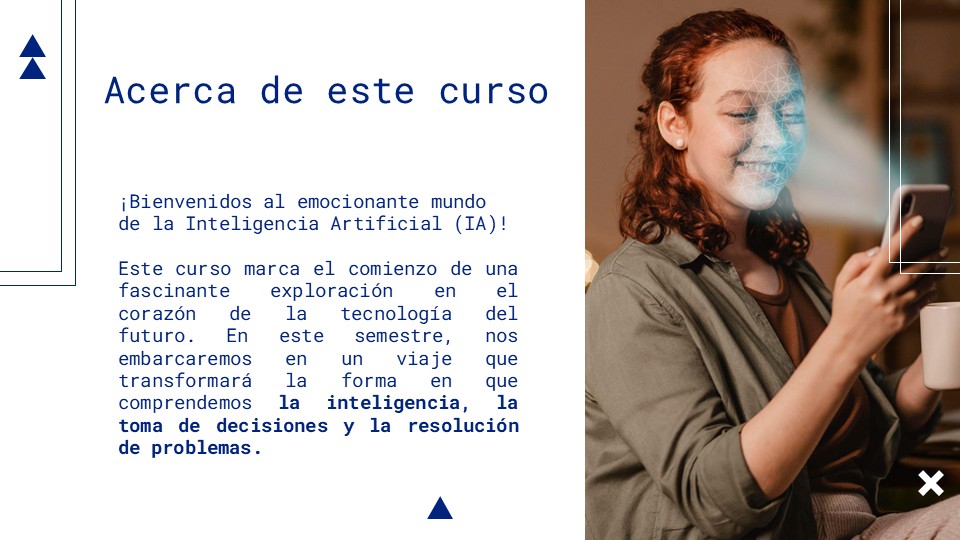 Acerca de este curso
¡Bienvenidos al emocionante mundo
de la Inteligencia Artificial (IA)!
Este curso marca el comienzo de una
fascinante exploración en el
corazón de la tecnología del
futuro. En este semestre, nos
embarcaremos en un viaje que
transformará la forma en que
comprendemos la inteligencia, la
toma de decisiones y la resolución
de problemas.